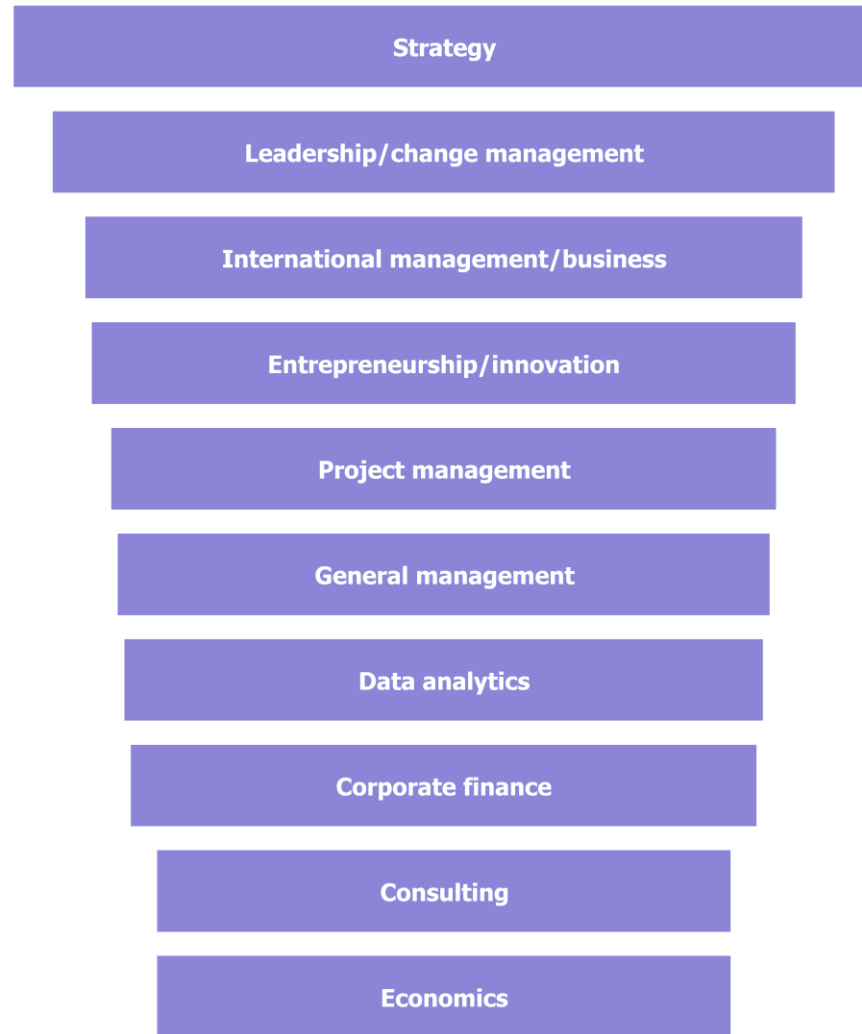 Strategy
Leadership/change management
International management/business
Entrepreneurship/innovation
Project management
General management
Data analytics
Corporate finance
Consulting
Economics